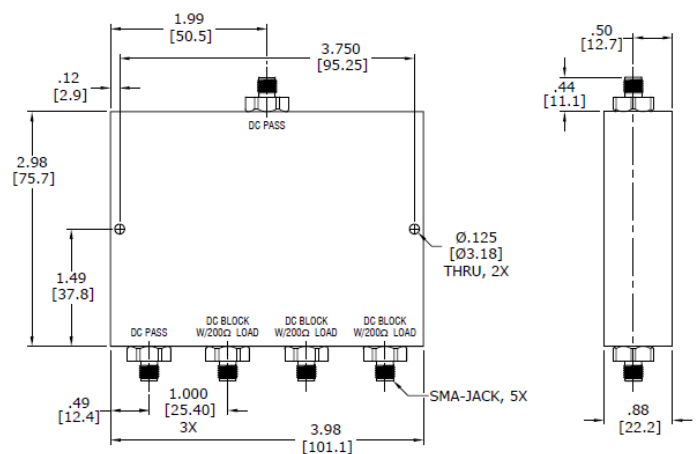 1.99
[50.5]
3.750
[95.25]
.50
[12.7]
.12
[2.9]
.44
[11.1]
DC PASS
2.98
[75.7]
1.49
[37.8]
Ø.125
[Ø3.18]
THRU, 2X
DC PASS
DC BLOCK
W/200Ω LOAD
DC BLOCK
W/200Ω LOAD
DC BLOCK
W/200Ω LOAD
.49
[12.4]
1.000
[25.40]
3X
SMA-JACK, 5X
3.98
[101.1]
.88
[22.2]